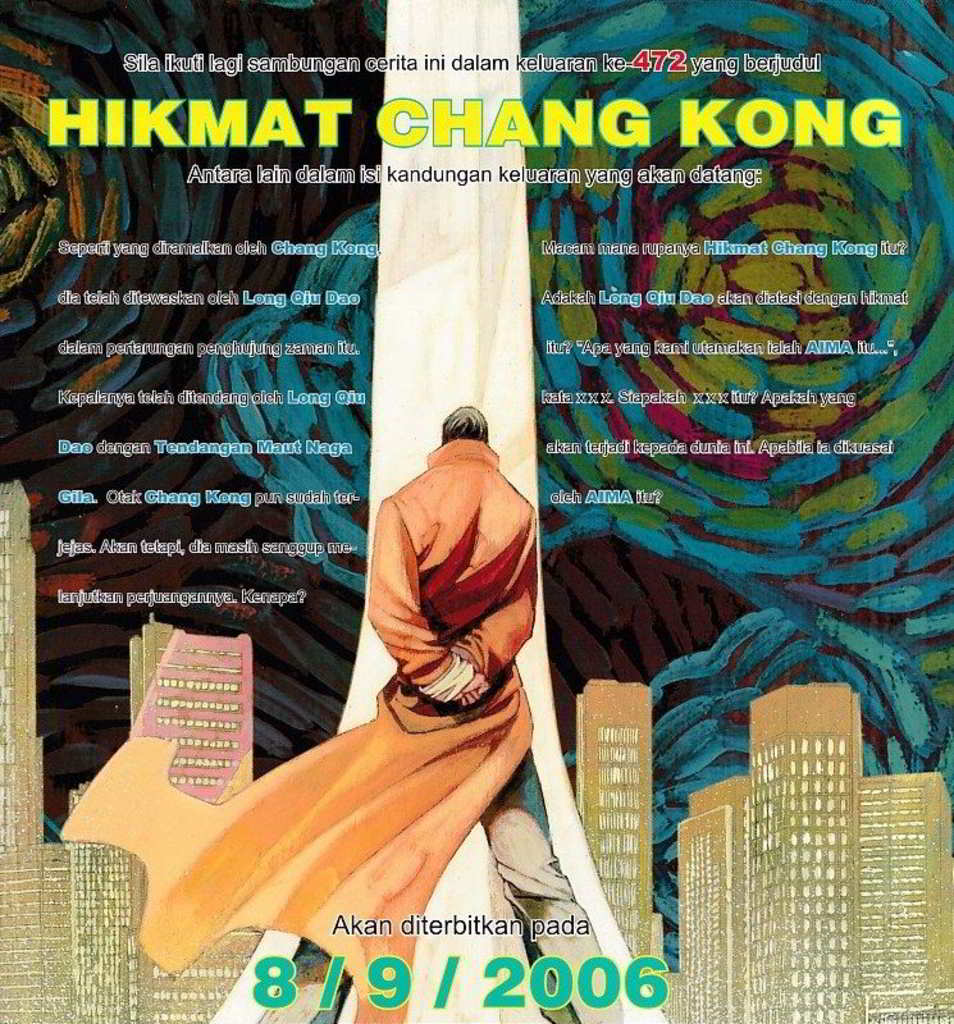 Sila ikuti lagi sambungan cerita ini dalam keluaran ke-472 yang berjudul
HIKMAT CHANG KONG
Antara lain dalam isi kandungan keluaran yang akan datang:
Seperti yang diramalkan oleh Chang Kong,
dia telah ditewaskan oleh Long Qiu Dao
dalam pertarungan penghujung zaman itu.
Kepalanya telah ditendang oleh Long Qiu
Dao dengan Tendangan Maut Naga
Gila. Otak Chang Kong pun sudah ter-
jejas. Akan tetapi, dia masih sanggup me-
lanjutkan perjuangannya. Kenapa?
Macam mana rupanya Hikmat Chang Kong itu?
Adakah Long Qiu Dao akan diatasi dengan hikmat
itu? "Apa yang kami utamakan ialah AIMA itu...",
kata x x x. Siapakah x x x itu? Apakah yang
akan terjadi kepada dunia ini. Apabila ia dikuasai
oleh AIMA itu?
Akan diterbitkan pada
8 / 9 / 2006